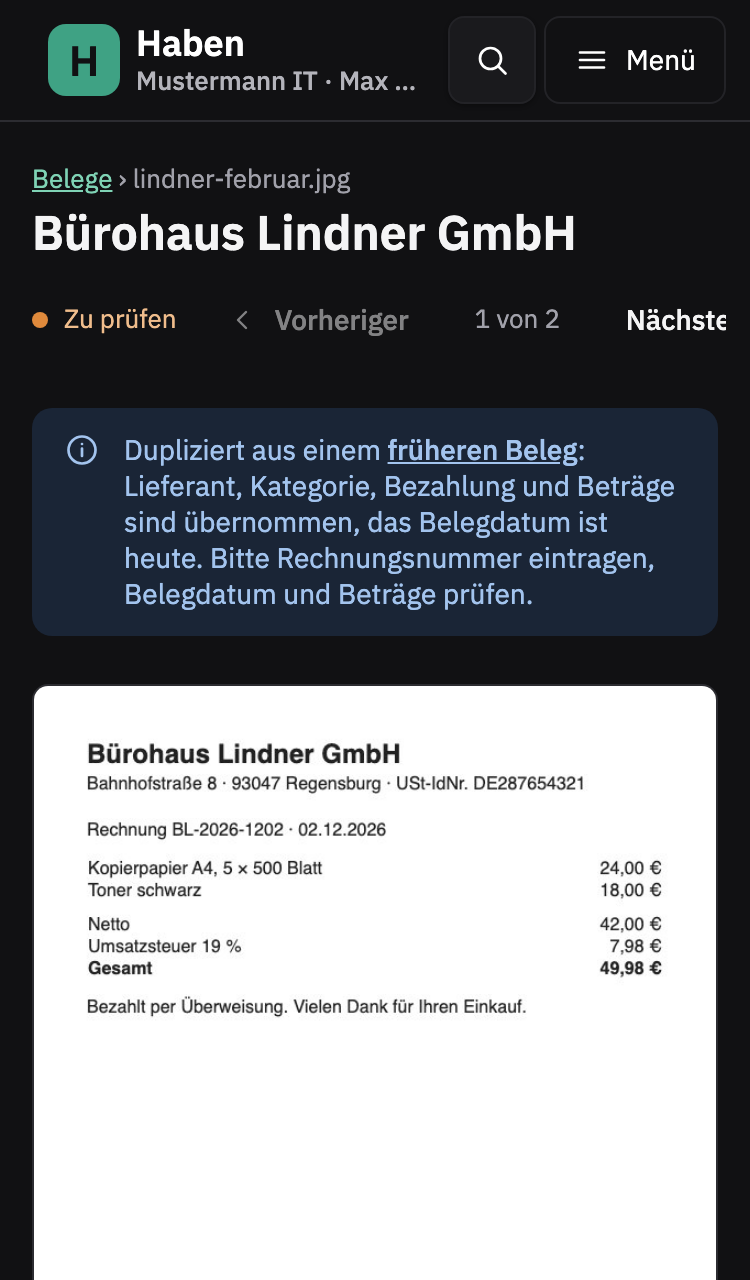 H
Haben
Mustermann IT · Max ...
Menü
Belege › lindner-februar.jpg
Bürohaus Lindner GmbH
Zu prüfen
Vorheriger
1 von 2
Nächste
Dupliziert aus einem früheren Beleg:
Lieferant, Kategorie, Bezahlung und Beträge
sind übernommen, das Belegdatum ist
heute. Bitte Rechnungsnummer eintragen,
Belegdatum und Beträge prüfen.
Bürohaus Lindner GmbH
Bahnhofstraße 8 · 93047 Regensburg · USt-IdNr. DE287654321
Rechnung BL-2026-1202 · 02.12.2026
Kopierpapier A4, 5 × 500 Blatt 24,00 €
Toner schwarz 18,00 €
Netto 42,00 €
Umsatzsteuer 19 % 7,98 €
Gesamt 49,98 €
Bezahlt per Überweisung. Vielen Dank für Ihren Einkauf.